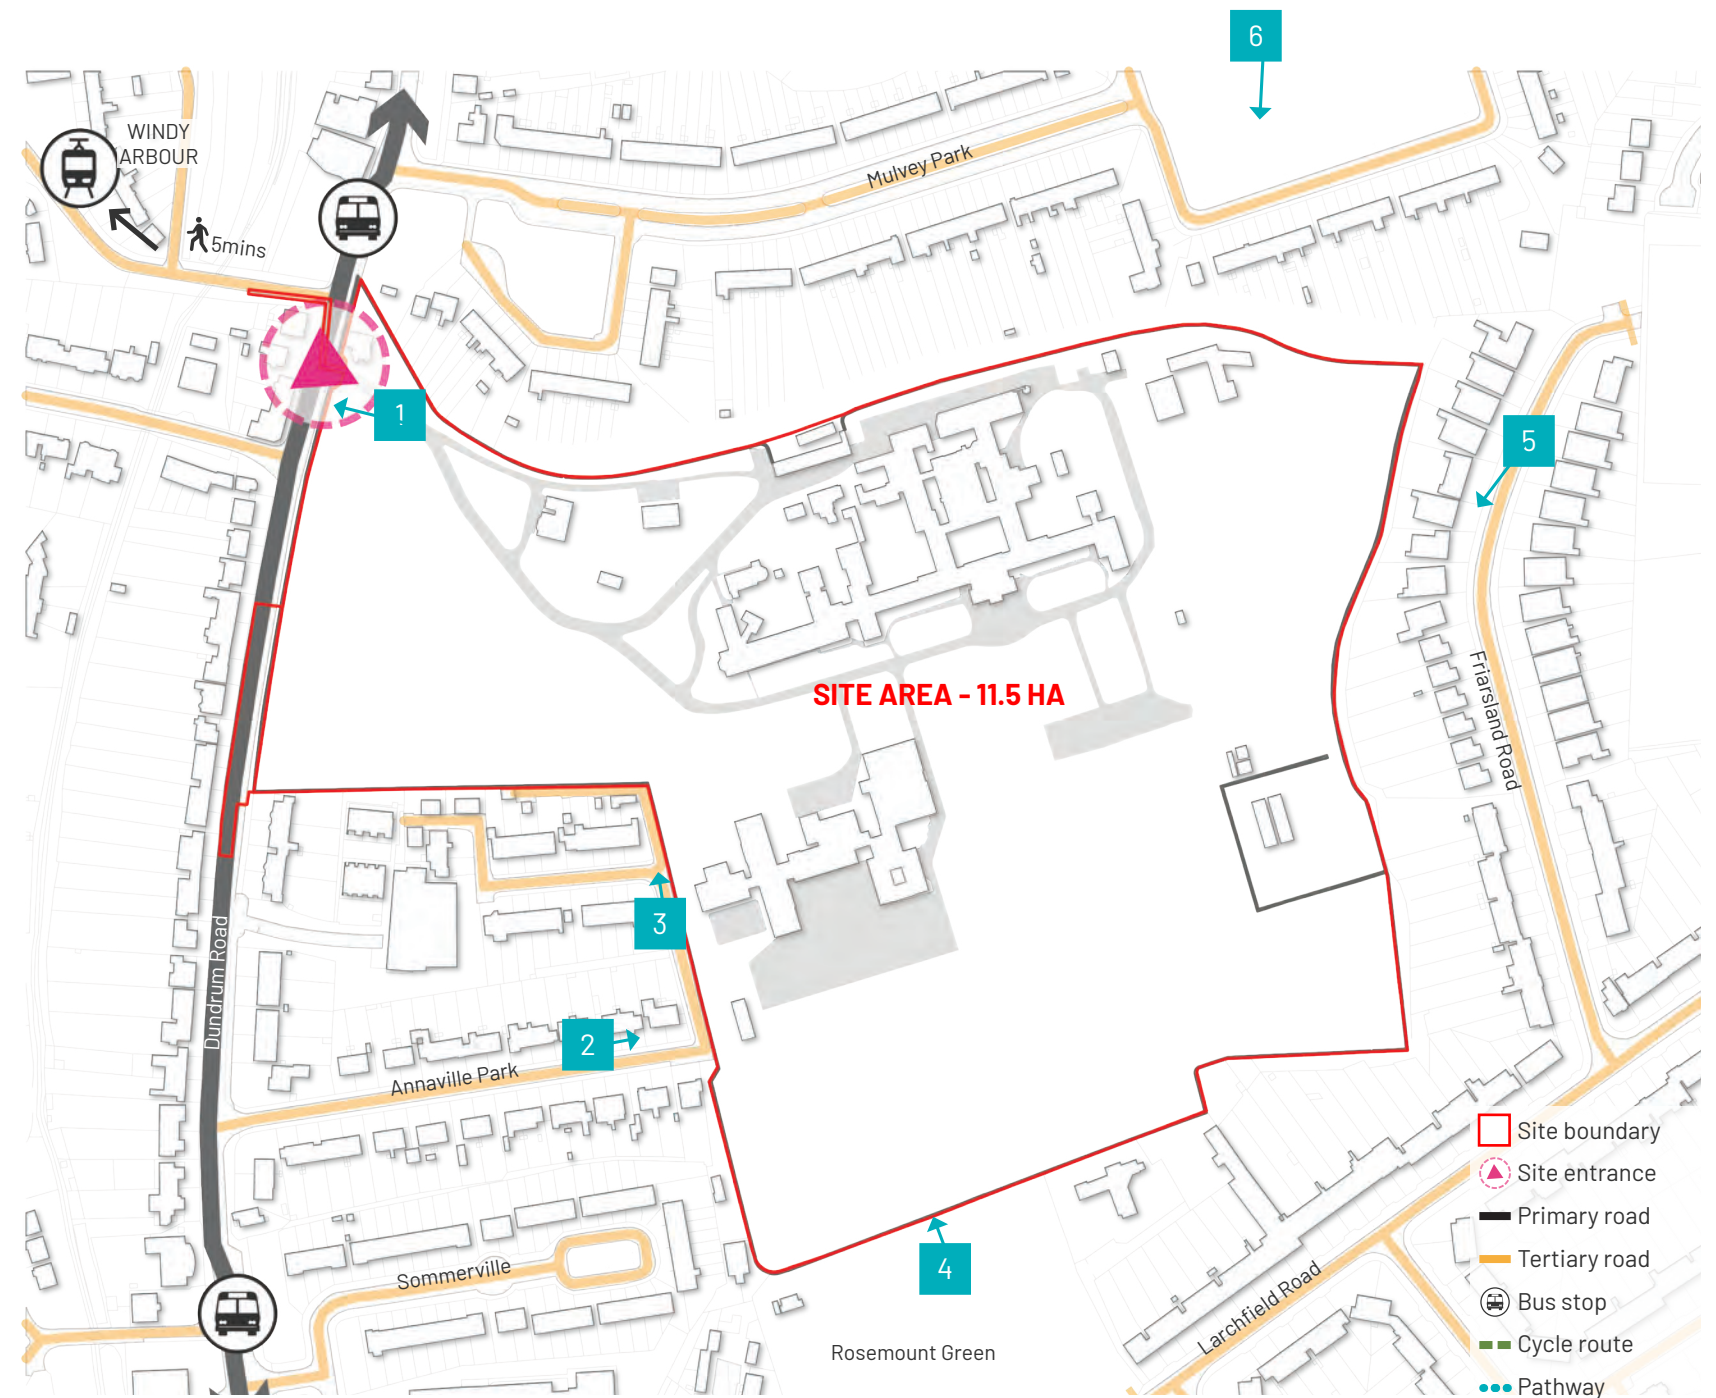 6
WINDY
ARBOUR
5mins
Mulvey Park
1
5
SITE AREA - 11.5 HA
Friarsland Road
3
Dundrum Road
2
Annaville Park
4
Sommerville
Larchfield Road
Rosemount Green
Site boundary
Site entrance
Primary road
Tertiary road
Bus stop
Cycle route
Pathway